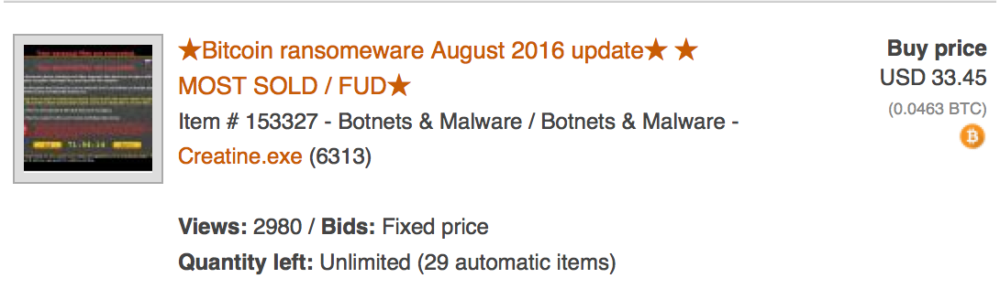 ★Bitcoin ransomeware August 2016 update★ ★
MOST SOLD / FUD★
Item # 153327 - Botnets & Malware / Botnets & Malware -
Creatine.exe (6313)
Views: 2980 / Bids: Fixed price
Quantity left: Unlimited (29 automatic items)
Buy price
USD 33.45
(0.0463 BTC)